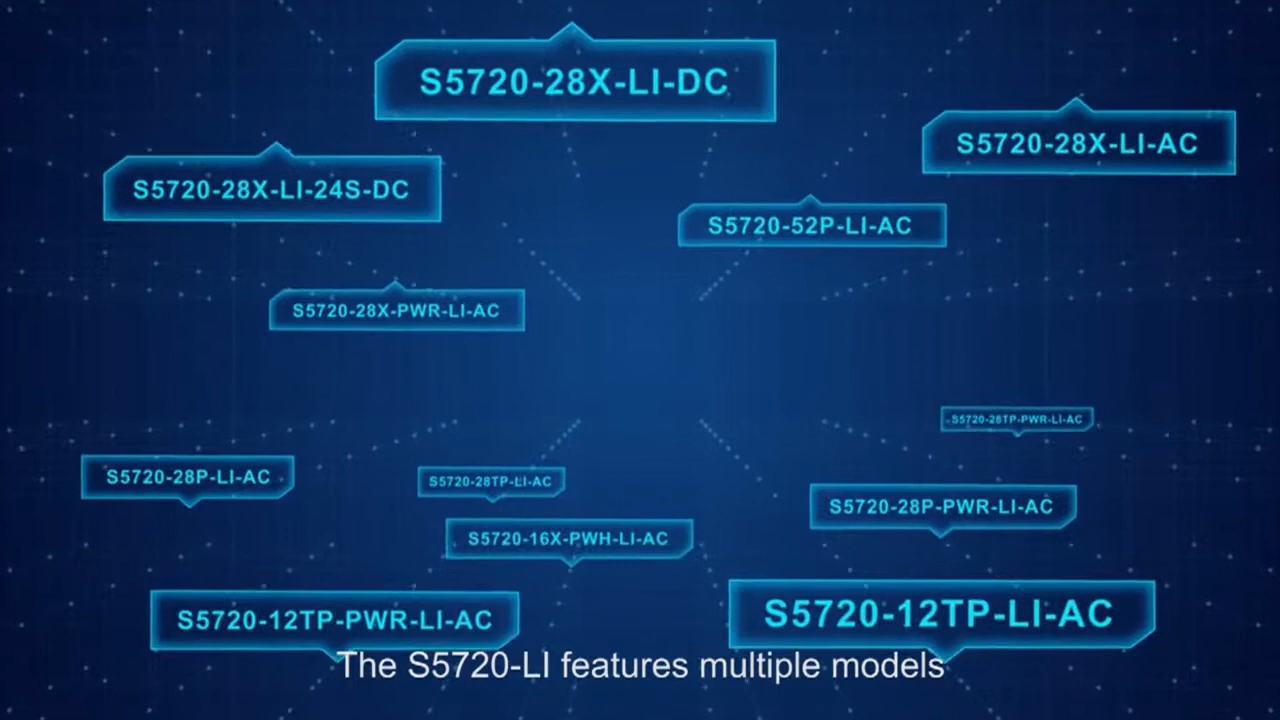 S5720-28X-LI-DC
S5720-28X-LI-AC
S5720-28X-LI-24S-DC
S5720-52P-LI-AC
S5720-28X-PWR-LI-AC
S5720-28TP-PWR-LI-AC
S5720-28P-LI-AC
S5720-28TP-LI-AC
S5720-28P-PWR-LI-AC
S5720-16X-PWH-LI-AC
S5720-12TP-PWR-LI-AC
S5720-12TP-LI-AC
The S5720-LI features multiple models